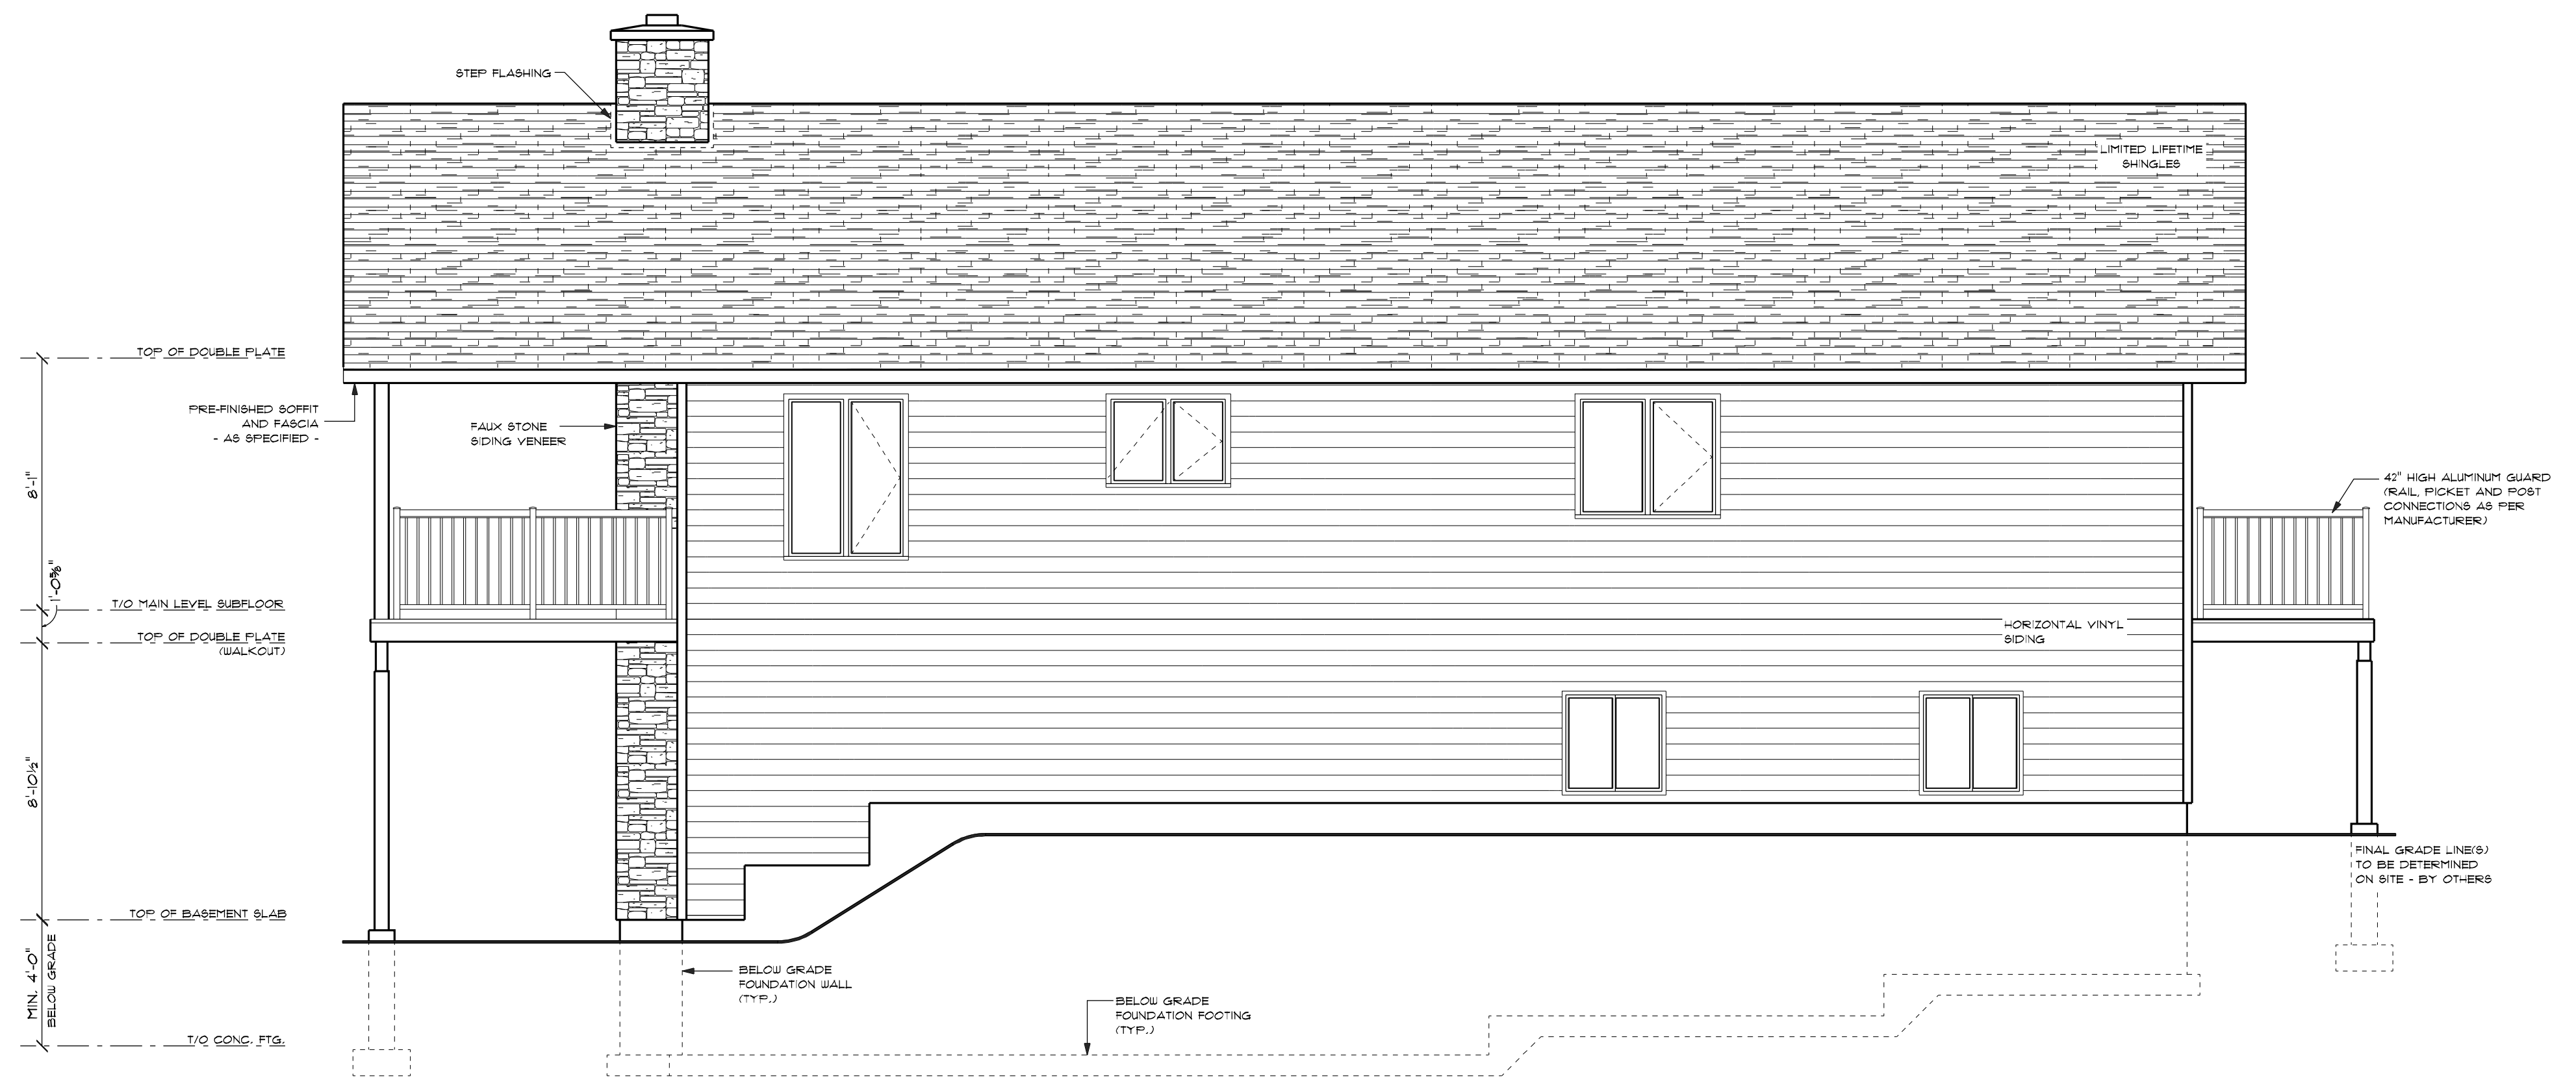 STEP FLASHING
LIMITED LIFETIME
SHINGLES
TOP OF DOUBLE PLATE
PRE-FINISHED SOFFIT
AND FASCIA
- AS SPECIFIED -
FAUX STONE
SIDING VENEER
8'-1"
42" HIGH ALUMINUM GUARD
(RAIL, PICKET AND POST
CONNECTIONS AS PER
MANUFACTURER)
1'-0⅝"
T/O MAIN LEVEL SUBFLOOR
TOP OF DOUBLE PLATE
(WALKOUT)
HORIZONTAL VINYL
SIDING
8'-10½"
FINAL GRADE LINE(S)
TO BE DETERMINED
ON SITE - BY OTHERS
TOP OF BASEMENT SLAB
MIN. 4'-0"
BELOW GRADE
BELOW GRADE
FOUNDATION WALL
(TYP.)
BELOW GRADE
FOUNDATION FOOTING
(TYP.)
T/O CONC. FTG.